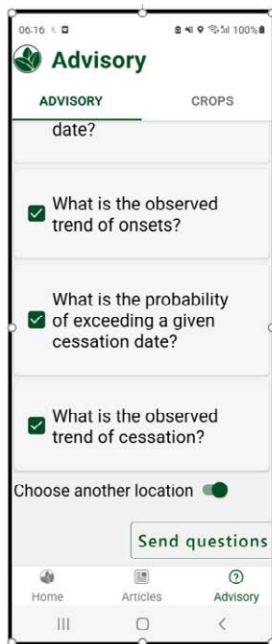 06:16 100%
Advisory
ADVISORY CROPS
date?
What is the observed
trend of onsets?
What is the probability
of exceeding a given
cessation date?
What is the observed
trend of cessation?
Choose another location
Send questions
Home Articles Advisory